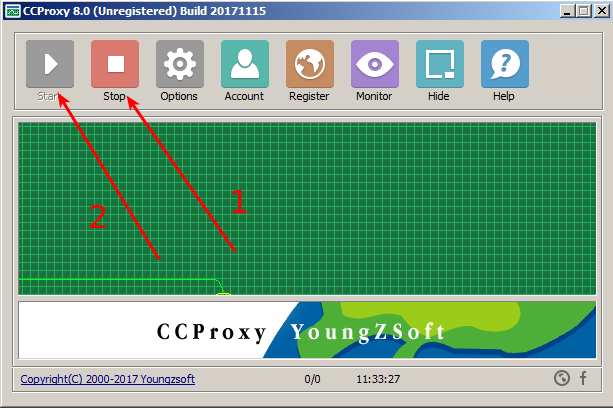 CCProxy 8.0 (Unregistered) Build 20171115
Start Stop Options Account Register Monitor Hide Help
1
2
CCProxy YoungZSoft
Copyright(C) 2000-2017 Youngzsoft 0/0 11:33:27